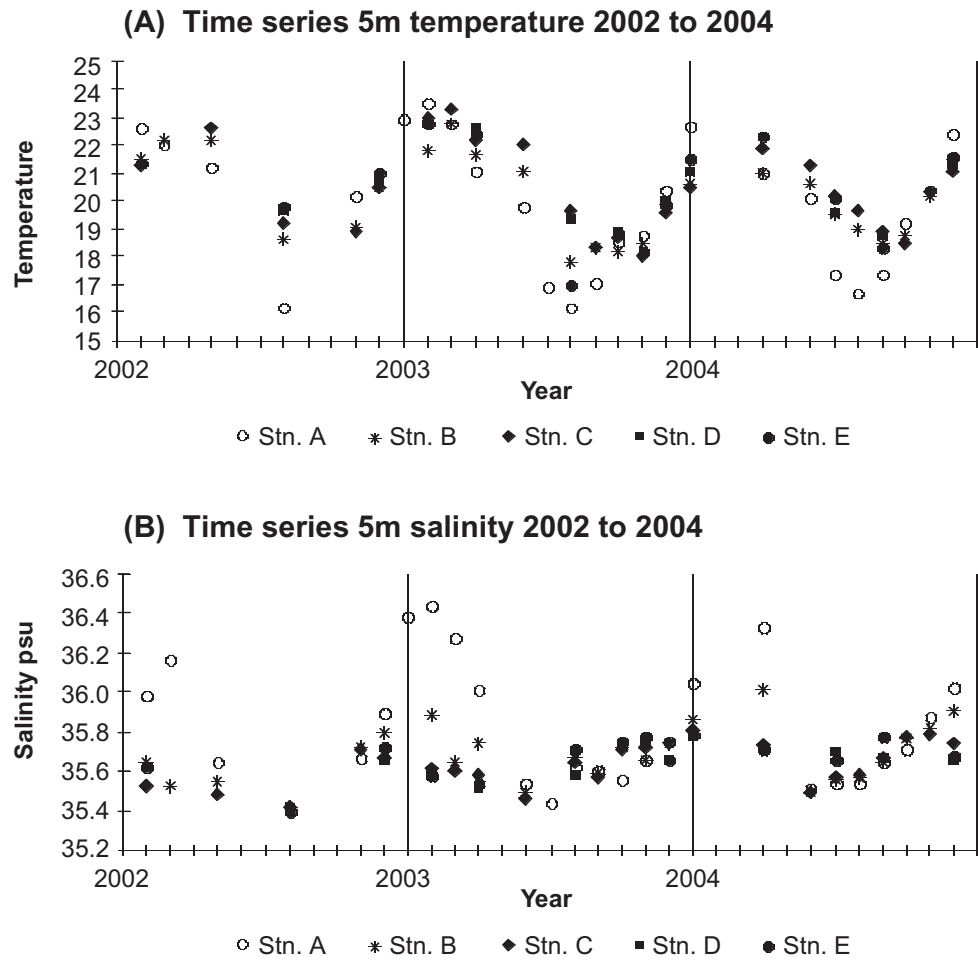 (A) Time series 5m temperature 2002 to 2004
25
24
23
22
21
20
19
18
17
16
15
Temperature
2002
2003
2004
Year
Stn. A
Stn. B
Stn. C
Stn. D
Stn. E
(B) Time series 5m salinity 2002 to 2004
36.6
36.4
36.2
36.0
35.8
35.6
35.4
35.2
Salinity psu
2002
2003
2004
Year
Stn. A
Stn. B
Stn. C
Stn. D
Stn. E